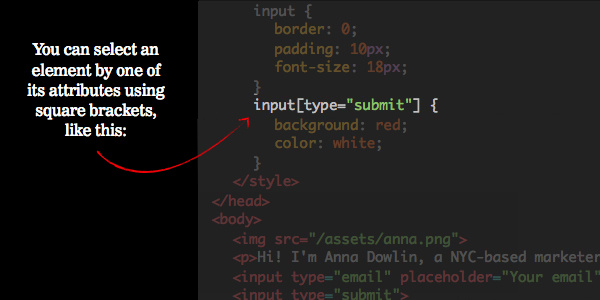 You can select an
element by one of
its attributes using
square brackets,
like this:
input {
border: 0;
padding: 10px;
font-size: 18px;
}
input[type="submit"] {
background: red;
color: white;
}
</style>
</head>
<body>
<img src="/assets/anna.png">
<p>Hi! I'm Anna Dowlin, a NYC-based marketer
<input type="email" placeholder="Your email"
<input type="submit">